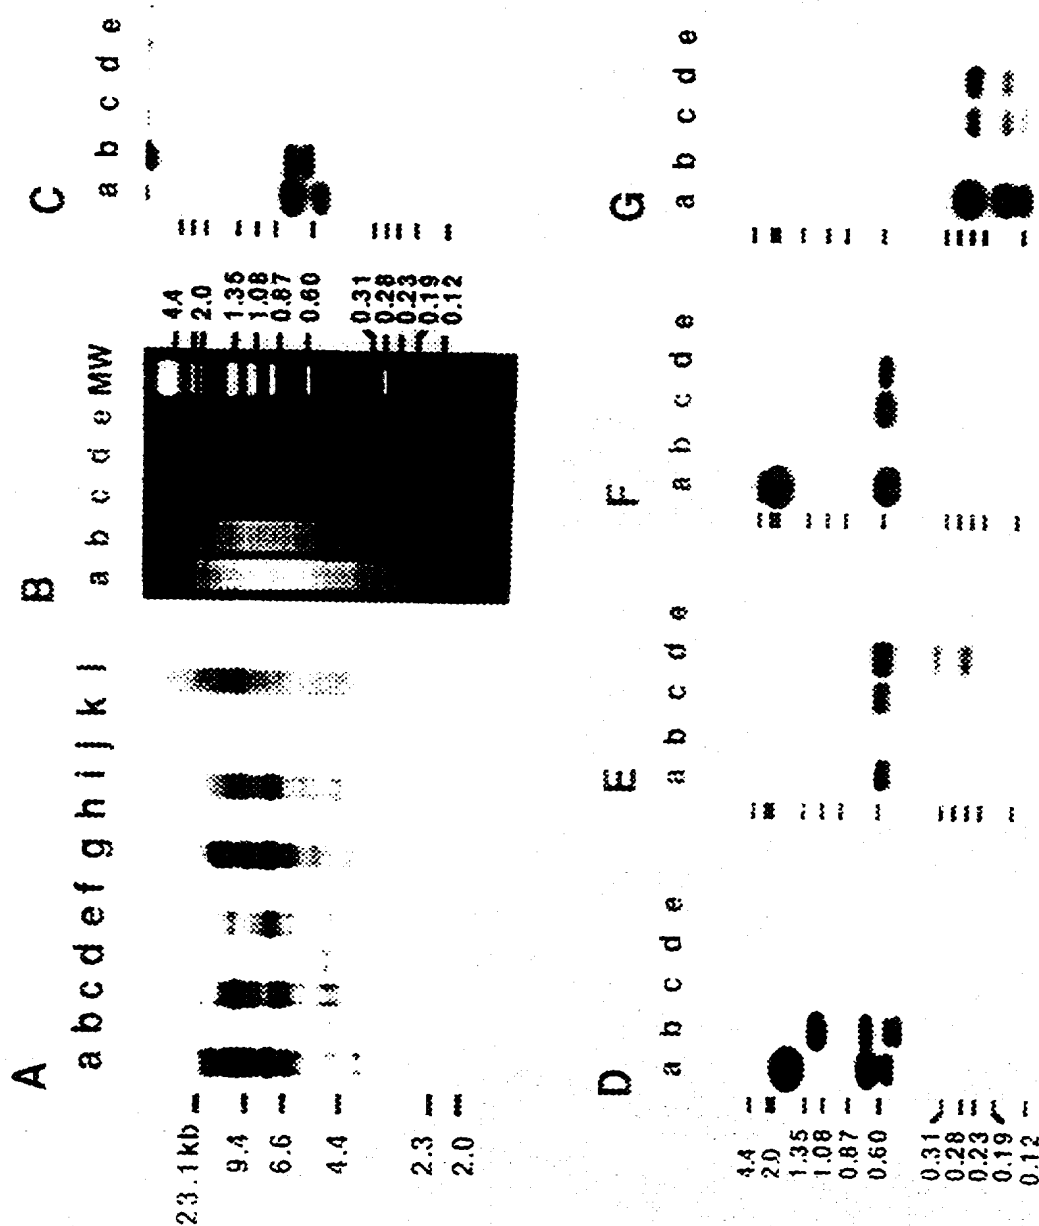 A
a b c d e f g h i j k l
23.1kb
9.4
6.6
4.4
2.3
2.0
B
a b c d e MW
4.4
2.0
1.35
1.08
0.87
0.60
0.31
0.28
0.23
0.19
0.12
C
a b c d e
D
a b c d e
4.4
2.0
1.35
1.08
0.87
0.60
0.31
0.28
0.23
0.19
0.12
E
a b c d e
F
a b c d e
G
a b c d e